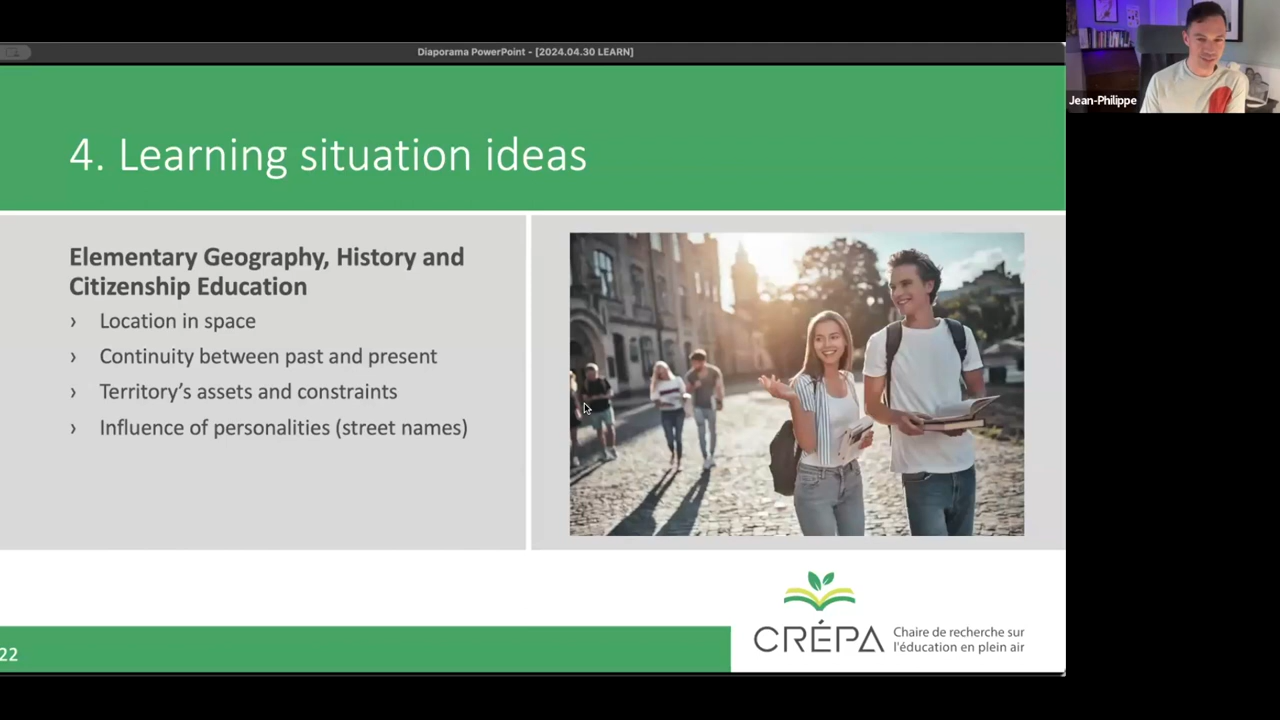 Diaporama PowerPoint - [2024.04.30 LEARN]
Jean-Philippe
4. Learning situation ideas
Elementary Geography, History and
Citizenship Education
› Location in space
› Continuity between past and present
› Territory’s assets and constraints
› Influence of personalities (street names)
CRÉPA
Chaire de recherche sur
l'éducation en plein air
22